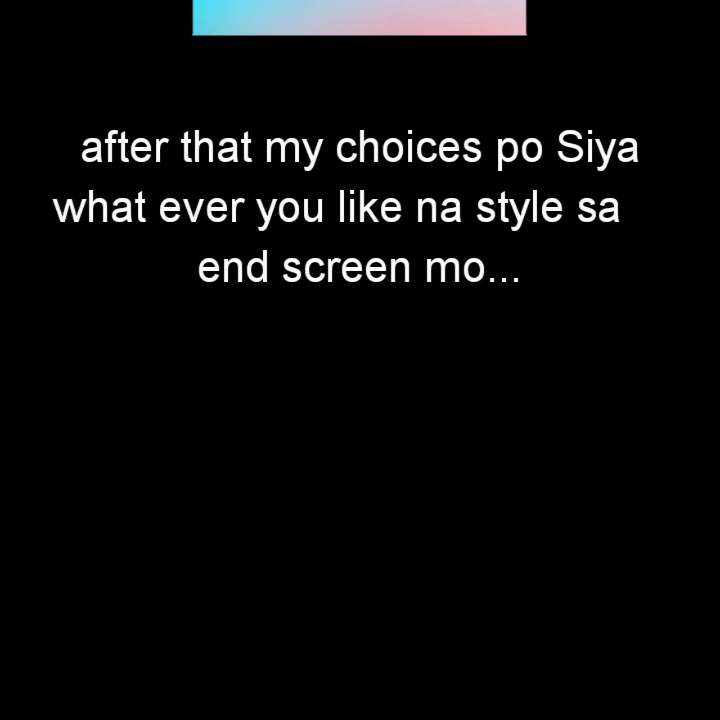 after that my choices po Siya
what ever you like na style sa
end screen mo...